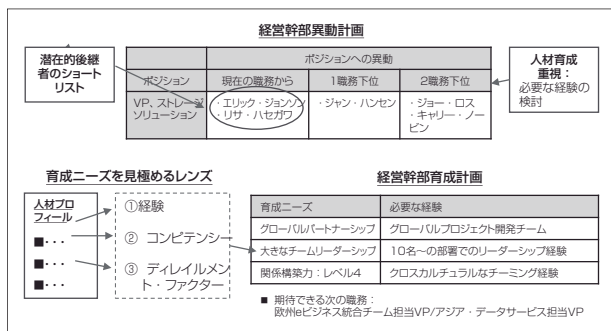 経営幹部異動計画
潜在的後継
者のショート
リスト
ポジションへの異動
ポジション
現在の職務から
1職務下位
2職務下位
VP、ストレージ
ソリューション
・エリック・ジョンソン
・リサ・ハセガワ
・ジャン・ハンセン
・ジョー・ロス
・キャリー・ノー
ビン
人材育成
重視：
必要な経験の
検討
育成ニーズを見極めるレンズ
人材プロ
フィール
■・・・
■・・・
■・・・
①経験
② コンピテンシー
③ ディレイルメン
ト・ファクター
経営幹部育成計画
育成ニーズ
必要な経験
グローバルパートナーシップ
グローバルプロジェクト開発チーム
大きなチームリーダーシップ
10名～の部署でのリーダーシップ経験
関係構築力：レベル4
クロスカルチュラルなチーミング経験
■ 期待できる次の職務：
欧州eビジネス統合チーム担当VP/アジア・データサービス担当VP